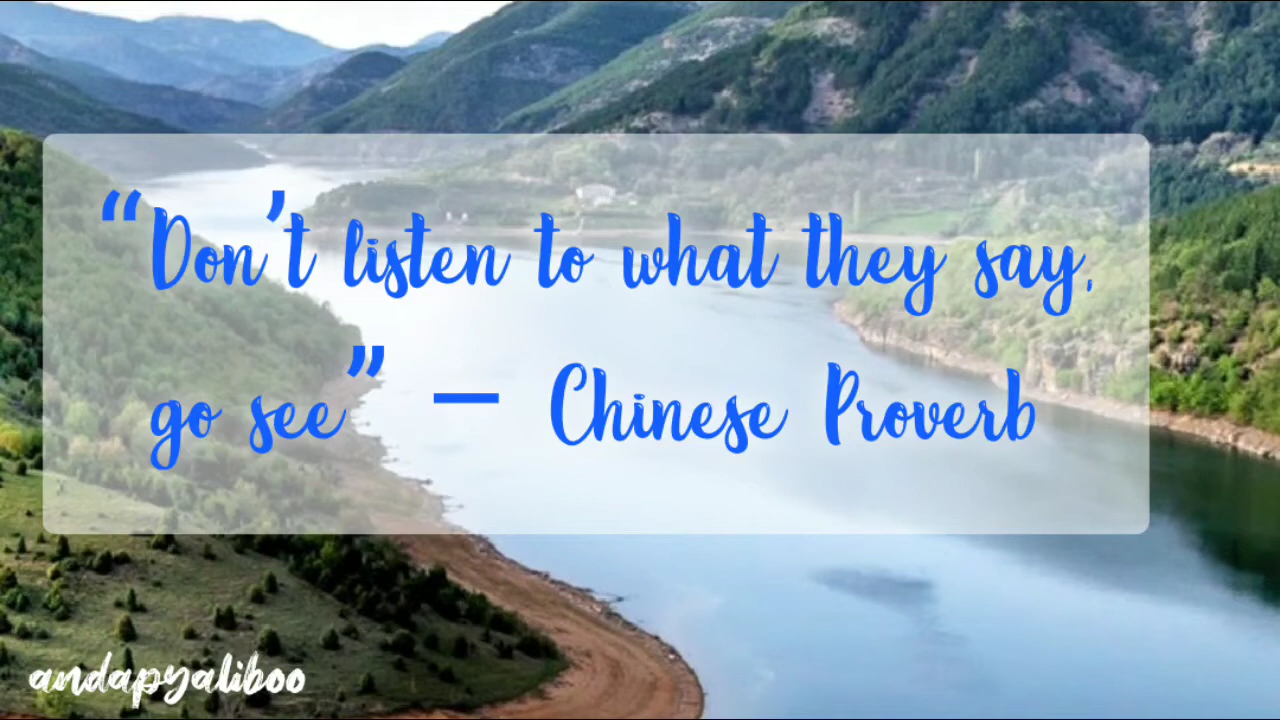 “Don’t listen to what they say,
go see” – Chinese Proverb
andapyaliboo